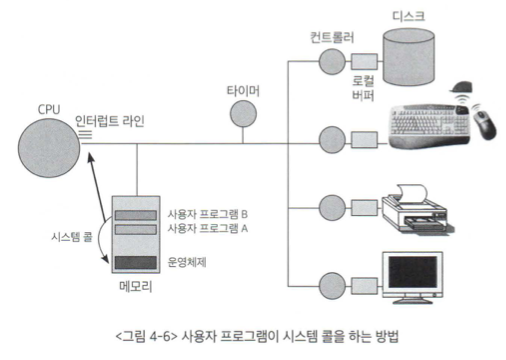 디스크
컨트롤러
로컬
버퍼
타이머
CPU
인터럽트 라인
사용자 프로그램 B
사용자 프로그램 A
시스템 콜
운영체제
메모리
<그림 4-6> 사용자 프로그램이 시스템 콜을 하는 방법